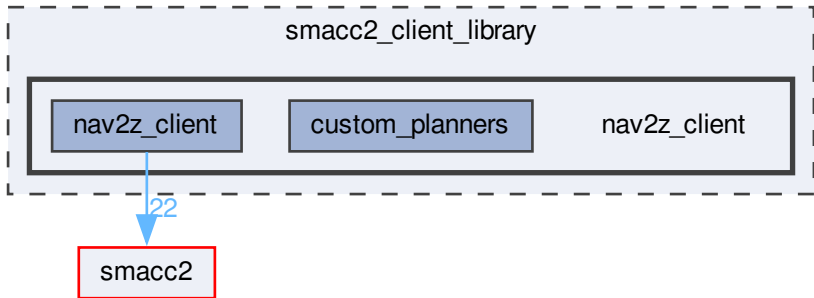 smacc2_client_library
nav2z_client
custom_planners
nav2z_client
22
smacc2